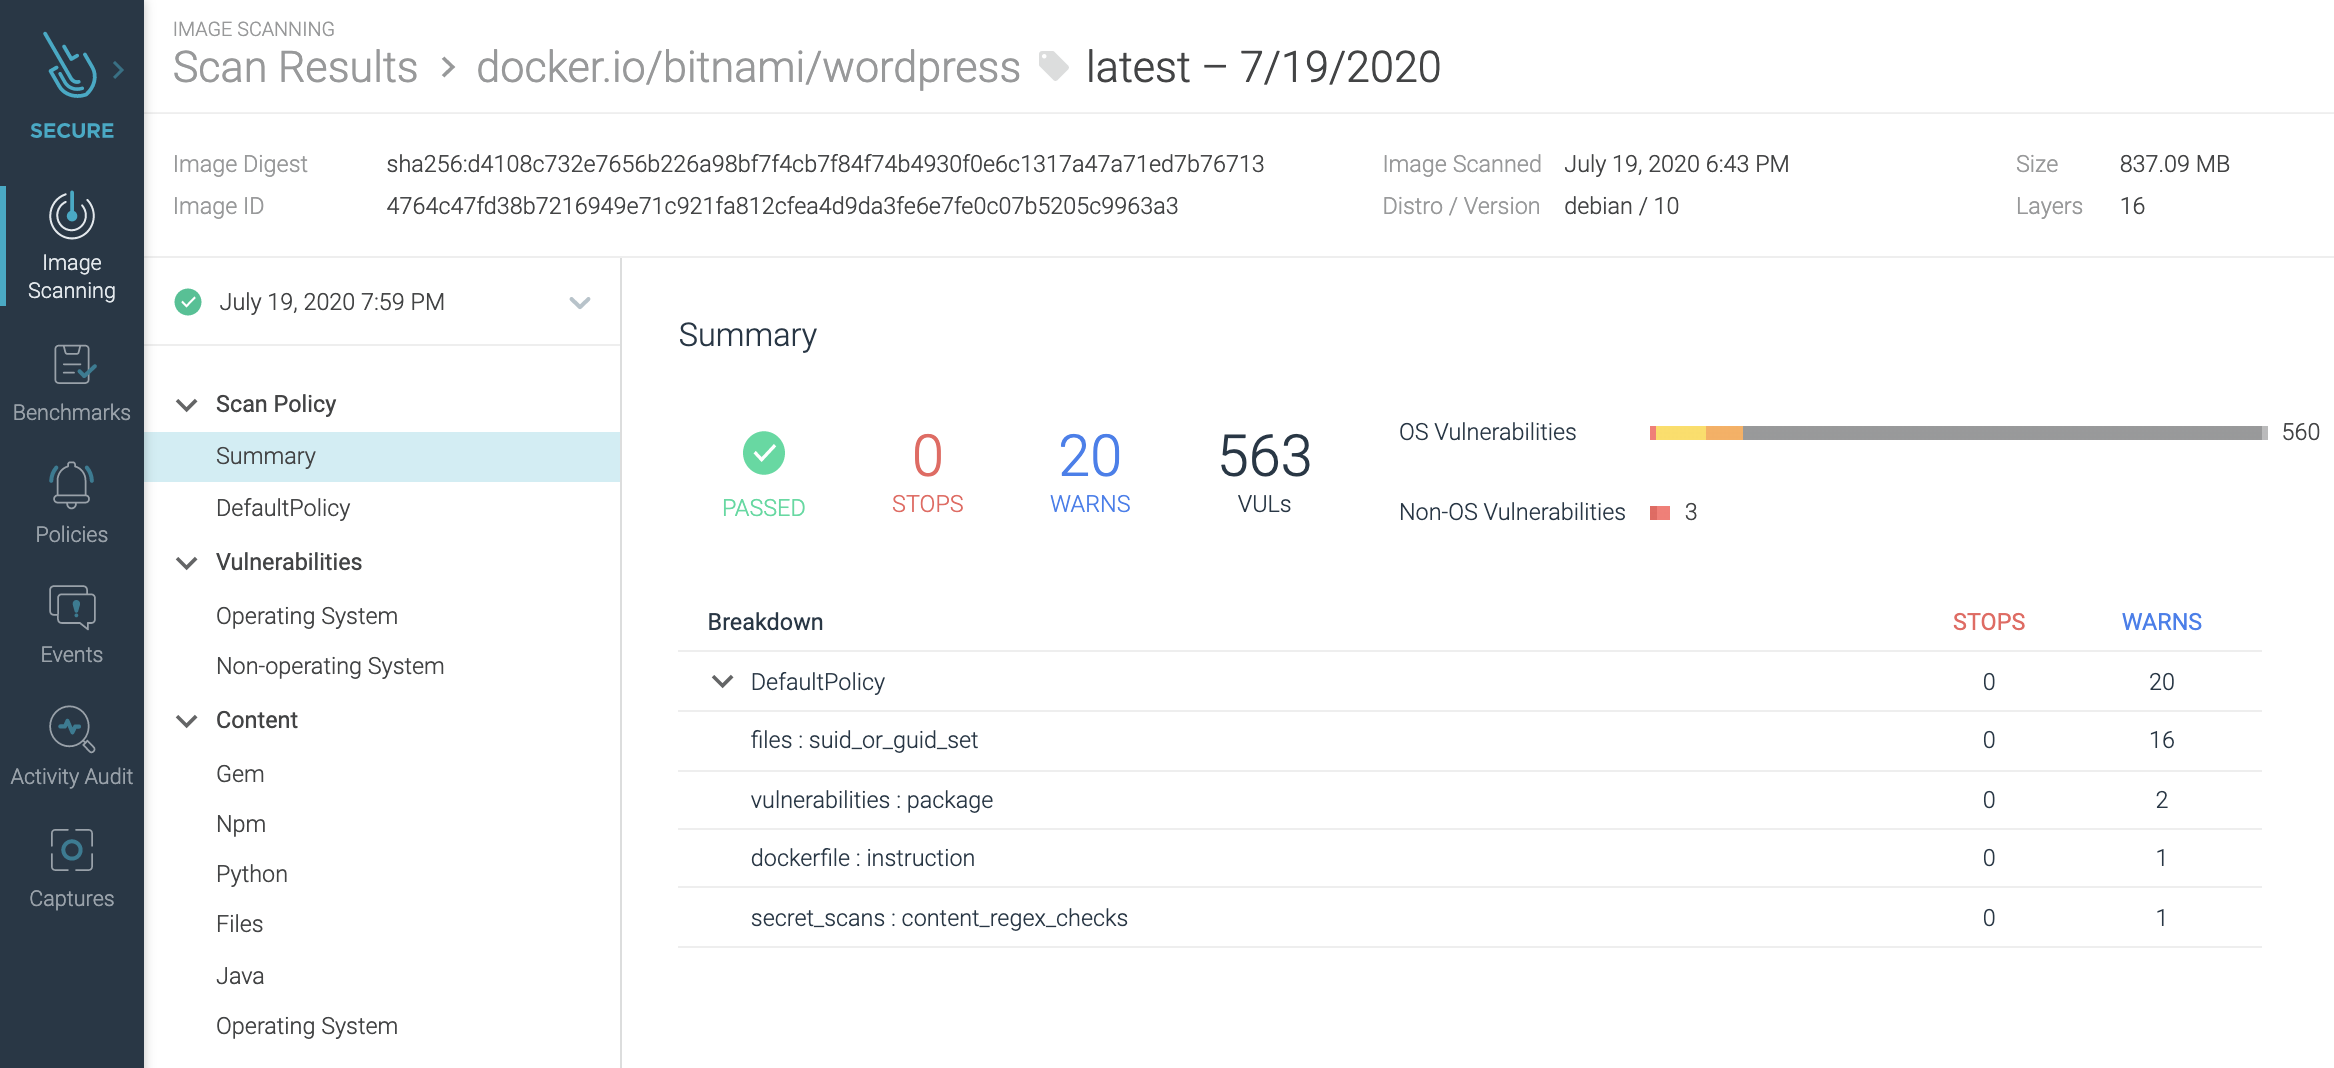 IMAGE SCANNING
Scan Results > docker.io/bitnami/wordpress latest – 7/19/2020
SECURE
Image Scanning
Benchmarks
Policies
Events
Activity Audit
Captures
Image Digest sha256:d4108c732e7656b226a98bf7f4cb7f84f74b4930f0e6c1317a47a71ed7b76713 Image Scanned July 19, 2020 6:43 PM Size 837.09 MB
Image ID 4764c47fd38b7216949e71c921fa812cfea4d9da3fe6e7fe0c07b5205c9963a3 Distro / Version debian / 10 Layers 16
July 19, 2020 7:59 PM
Scan Policy
Summary
DefaultPolicy
Vulnerabilities
Operating System
Non-operating System
Content
Gem
Npm
Python
Files
Java
Operating System
Summary
PASSED
0 STOPS
20 WARNS
563 VULs
OS Vulnerabilities 560
Non-OS Vulnerabilities 3
Breakdown STOPS WARNS
DefaultPolicy 0 20
files : suid_or_guid_set 0 16
vulnerabilities : package 0 2
dockerfile : instruction 0 1
secret_scans : content_regex_checks 0 1